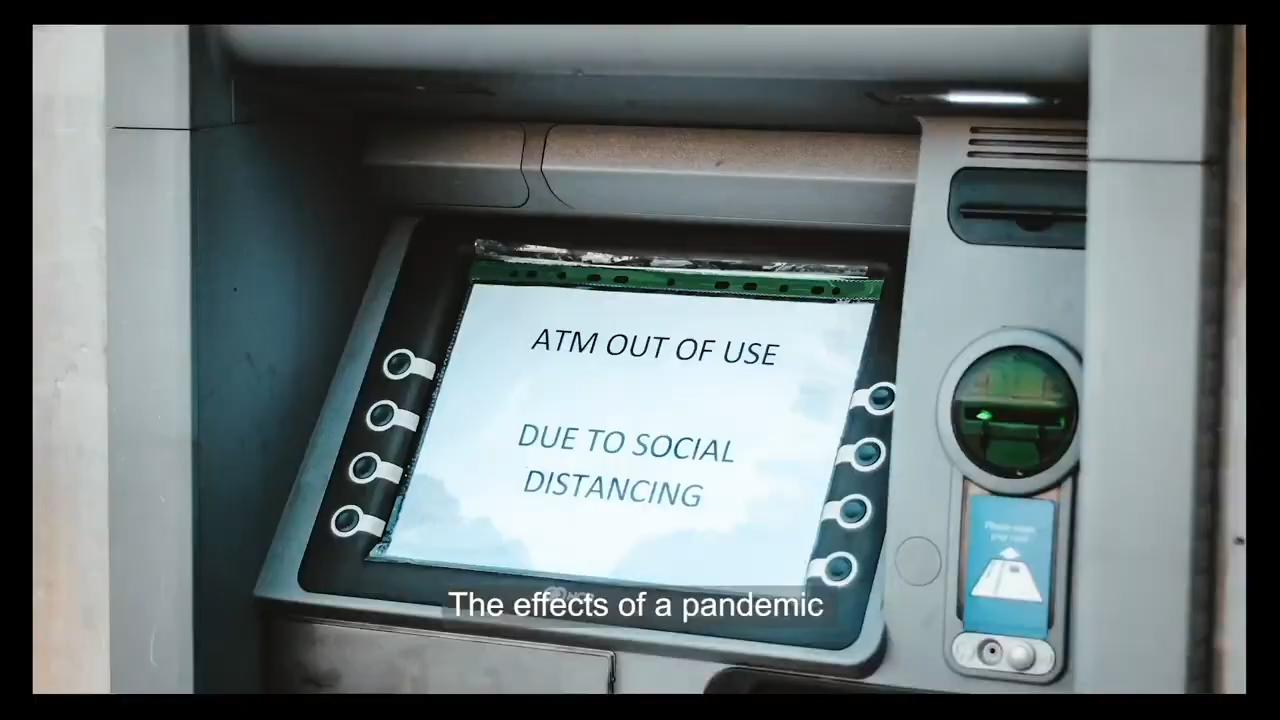 ATM OUT OF USE
DUE TO SOCIAL
DISTANCING
The effects of a pandemic